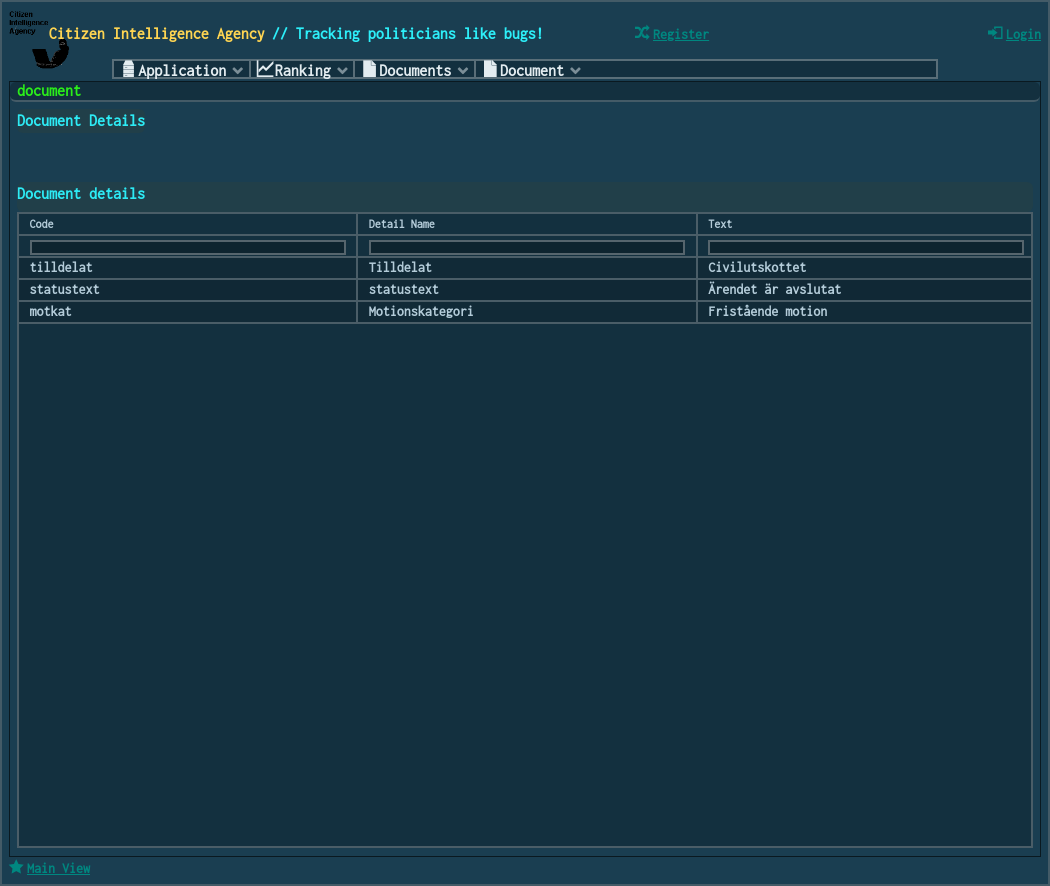 Citizen
Intelligence
Agency
Citizen Intelligence Agency // Tracking politicians like bugs!
Register
Login
Application
Ranking
Documents
Document
document
Document Details
Document details
Code Detail Name Text
tilldelat Tilldelat Civilutskottet
statustext statustext Ärendet är avslutat
motkat Motionskategori Fristående motion
Main View